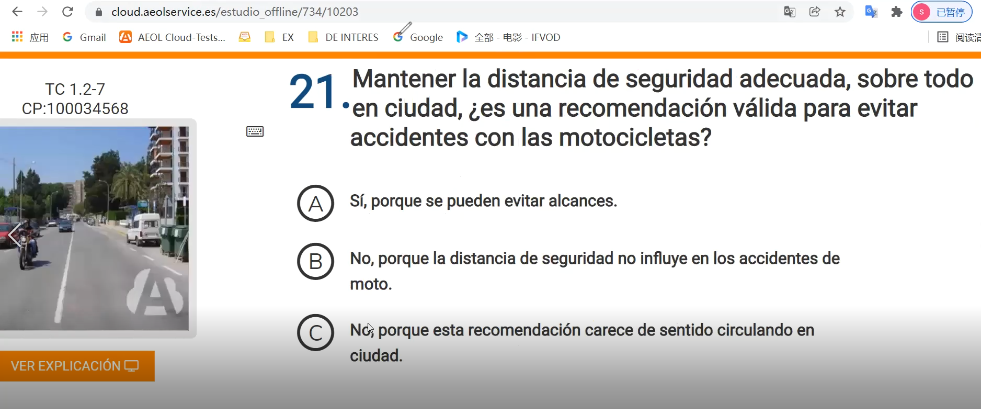 cloud.aeolservice.es/estudio_offline/734/10203
S 已暂停
应用 Gmail AEOL Cloud-Tests... EX DE INTERES Google 全部 - 电影 - IFVOD
TC 1.2-7
CP:100034568
21. Mantener la distancia de seguridad adecuada, sobre todo
en ciudad, ¿es una recomendación válida para evitar
accidentes con las motocicletas?
A Sí, porque se pueden evitar alcances.
B No, porque la distancia de seguridad no influye en los accidentes de
moto.
C No, porque esta recomendación carece de sentido circulando en
ciudad.
VER EXPLICACIÓN